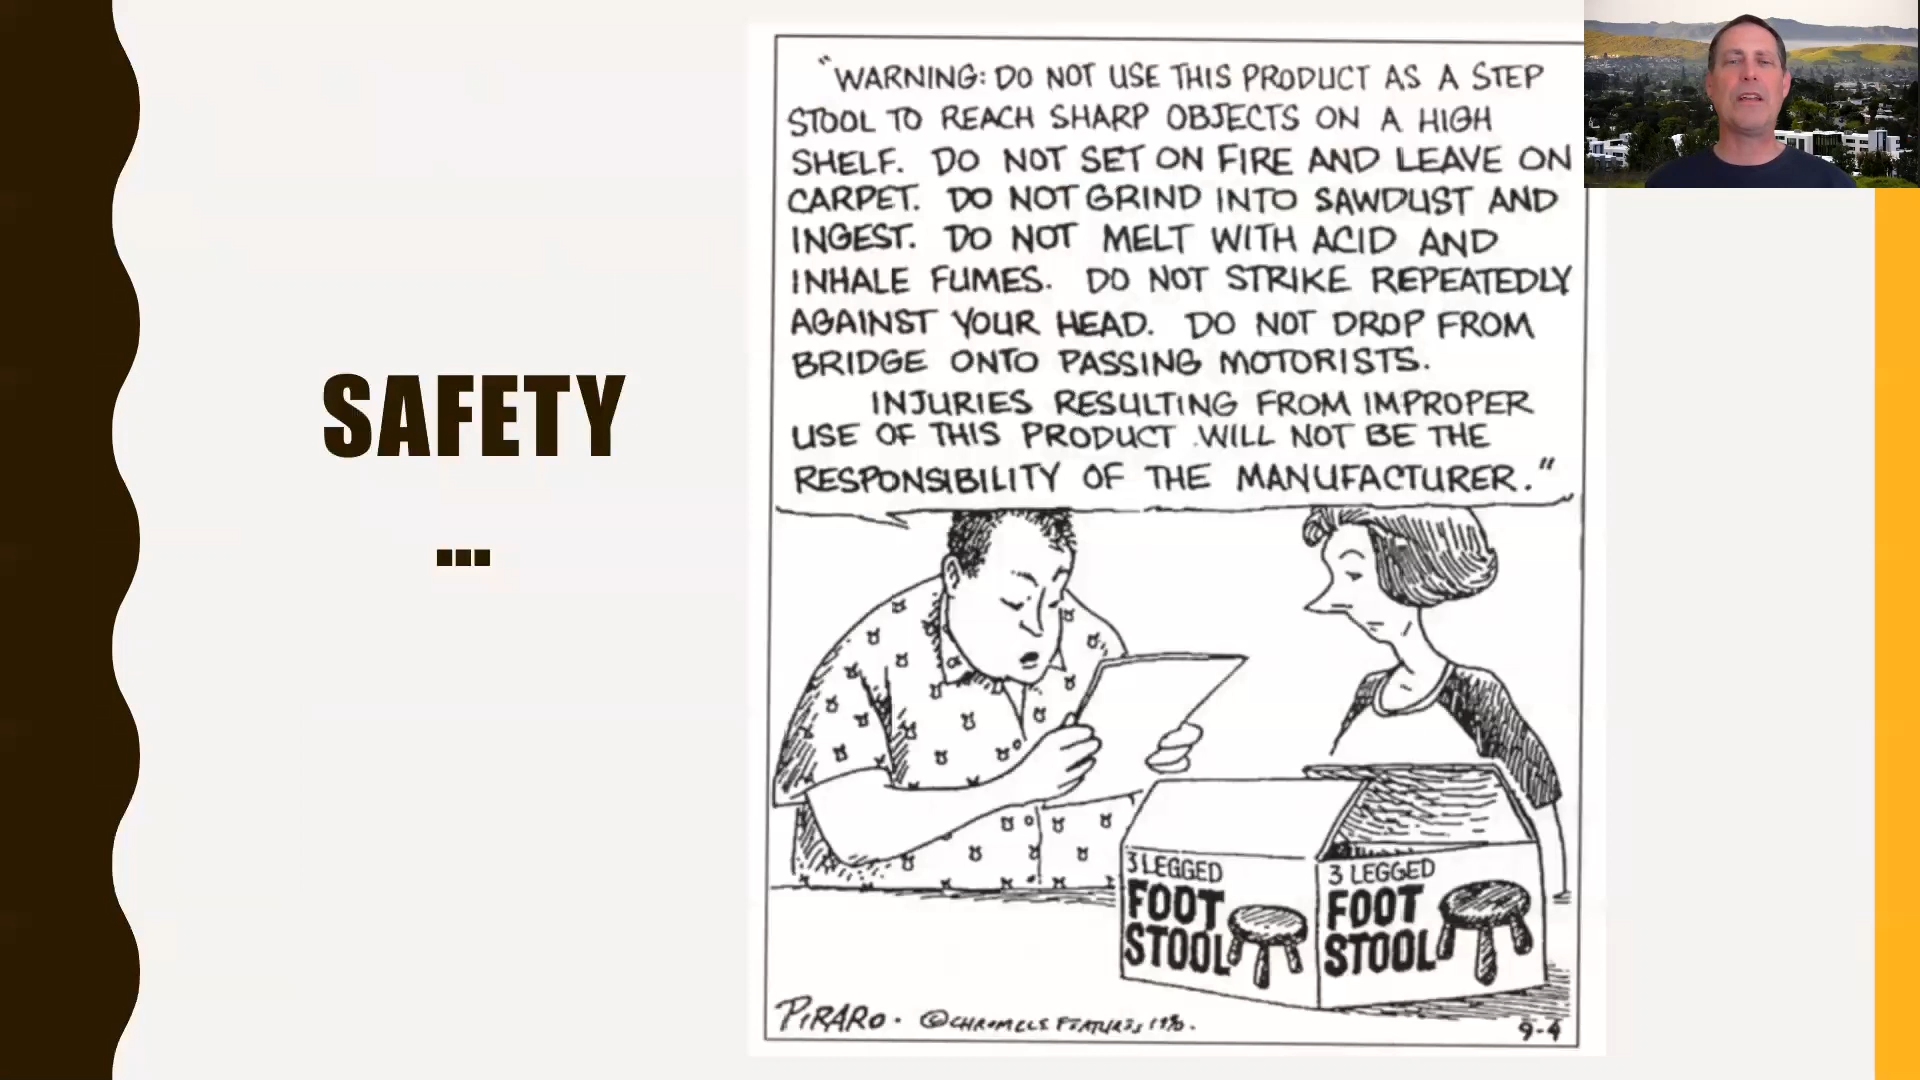 SAFETY
"WARNING: DO NOT USE THIS PRODUCT AS A STEP
STOOL TO REACH SHARP OBJECTS ON A HIGH
SHELF. DO NOT SET ON FIRE AND LEAVE ON
CARPET. DO NOT GRIND INTO SAWDUST AND
INGEST. DO NOT MELT WITH ACID AND
INHALE FUMES. DO NOT STRIKE REPEATEDLY
AGAINST YOUR HEAD. DO NOT DROP FROM
BRIDGE ONTO PASSING MOTORISTS.
INJURIES RESULTING FROM IMPROPER
USE OF THIS PRODUCT WILL NOT BE THE
RESPONSIBILITY OF THE MANUFACTURER."
3 LEGGED
FOOT
STOOL
3 LEGGED
FOOT
STOOL
PIRARO. © CHRONICLE FEATURES
9-4